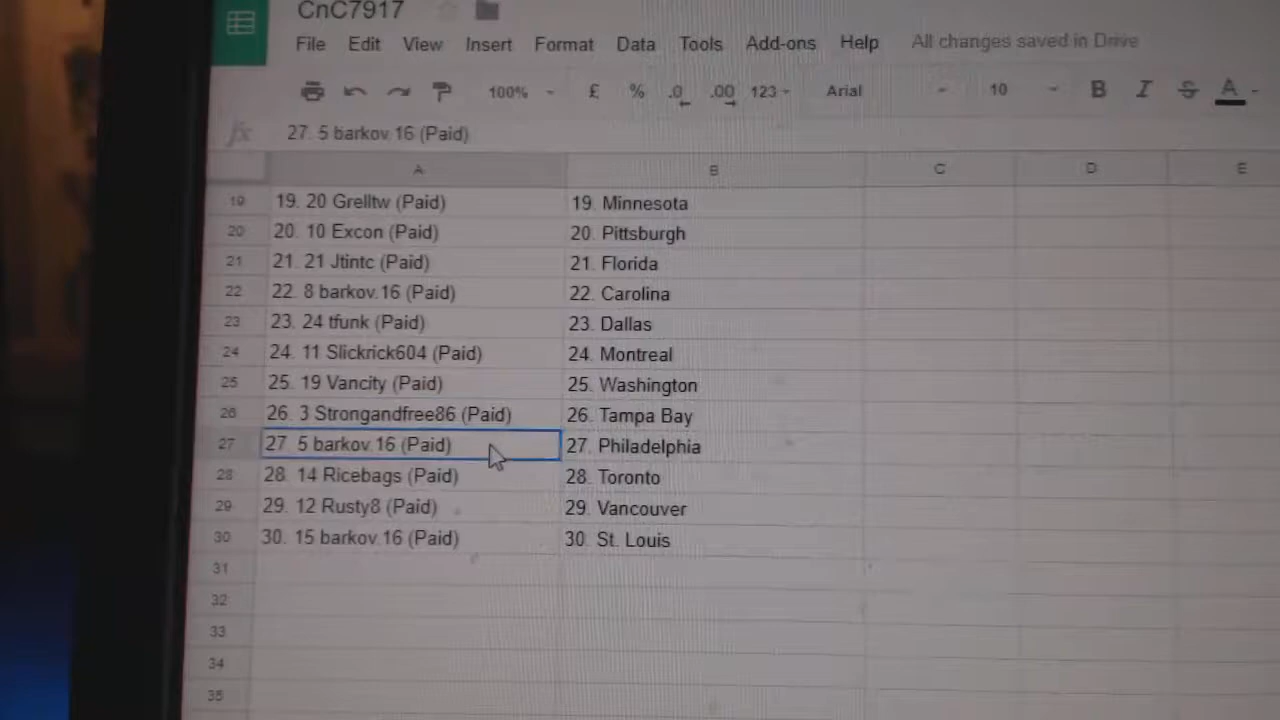 CnC7917
File Edit View Insert Format Data Tools Add-ons Help All changes saved in Drive
100% £ % .0 .00 123 Arial 10 B I S A
fx 27. 5 barkov.16 (Paid)
A B C D E
19 19. 20 Grelltw (Paid) 19. Minnesota
20 20. 10 Excon (Paid) 20. Pittsburgh
21 21. 21 Jtintc (Paid) 21. Florida
22 22. 8 barkov.16 (Paid) 22. Carolina
23 23. 24 tfunk (Paid) 23. Dallas
24 24. 11 Slickrick604 (Paid) 24. Montreal
25 25. 19 Vancity (Paid) 25. Washington
26 26. 3 Strongandfree86 (Paid) 26. Tampa Bay
27 27. 5 barkov.16 (Paid) 27. Philadelphia
28 28. 14 Ricebags (Paid) 28. Toronto
29 29. 12 Rusty8 (Paid) 29. Vancouver
30 30. 15 barkov.16 (Paid) 30. St. Louis
31
32
33
34
35